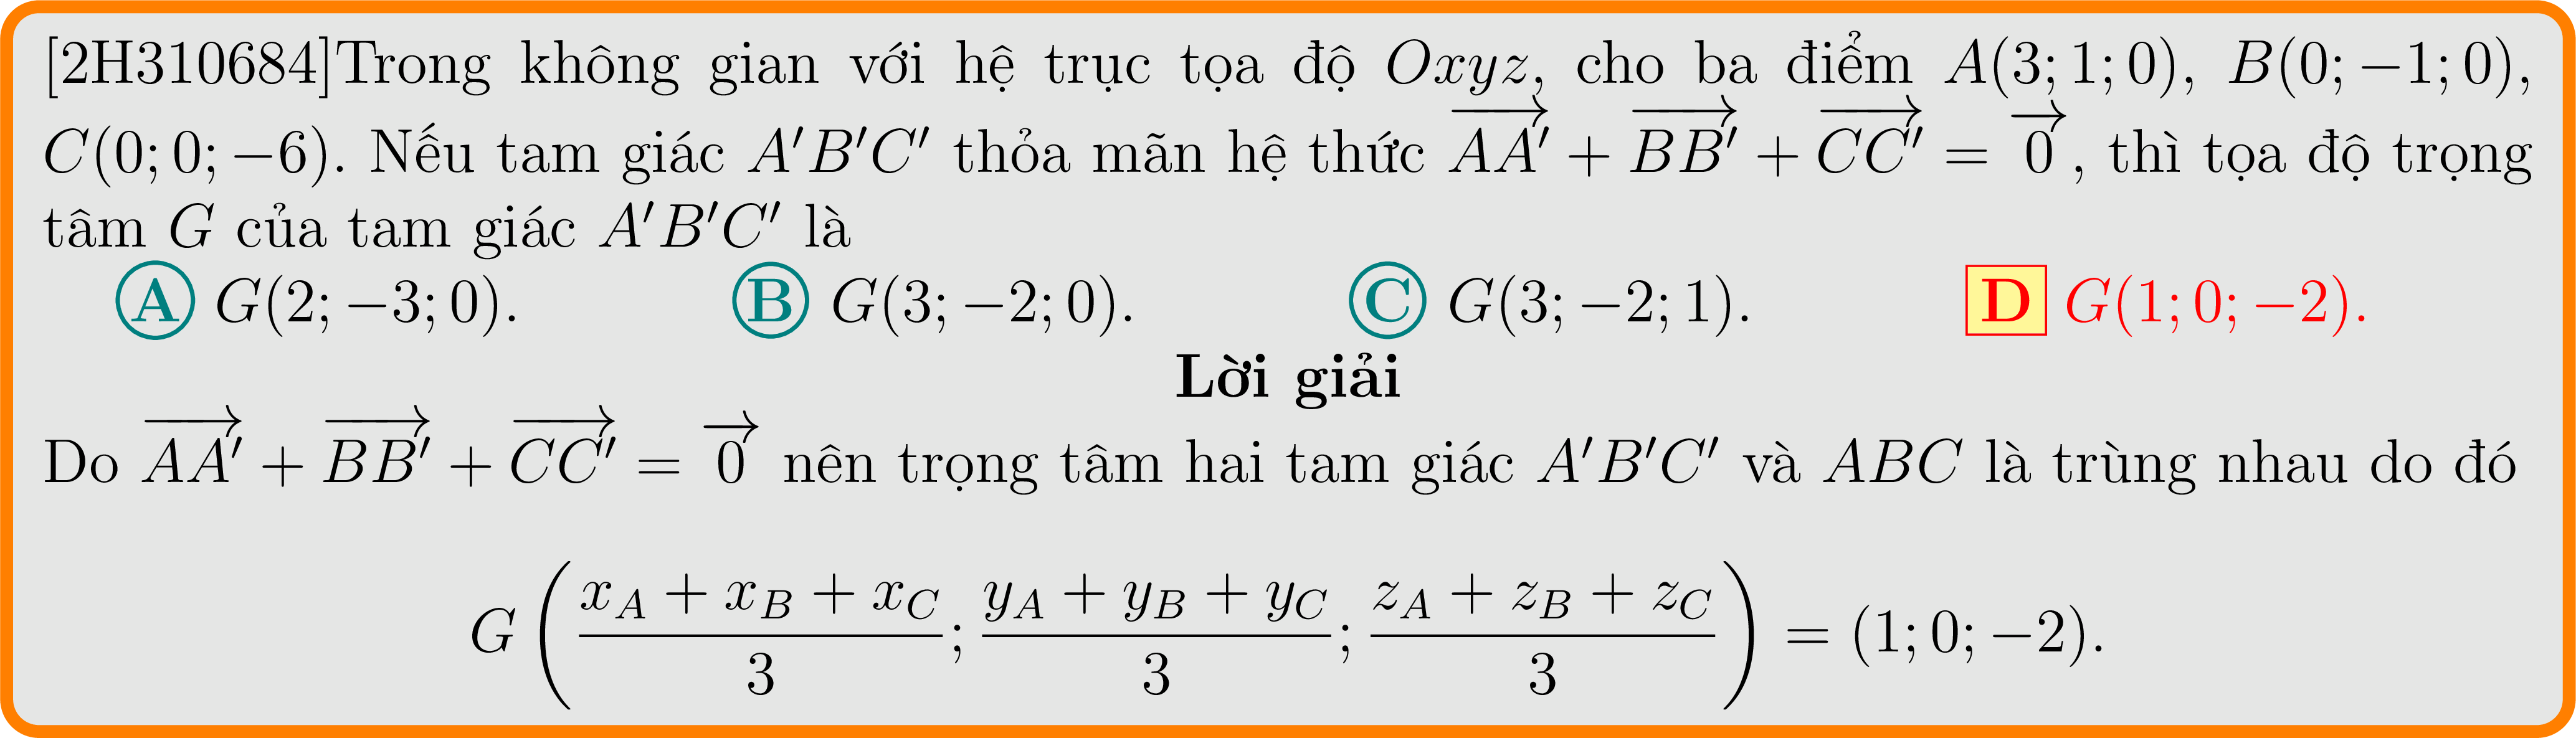 [2H310684]Trong không gian với hệ trục tọa độ Oxyz, cho ba điểm A(3; 1; 0), B(0; −1; 0),
C(0; 0; −6). Nếu tam giác A′B′C′ thỏa mãn hệ thức $\overrightarrow{AA'} + \overrightarrow{BB'} + \overrightarrow{CC'} = \overrightarrow{0}$, thì tọa độ trọng
tâm G của tam giác A′B′C′ là
A G(2; −3; 0). B G(3; −2; 0). C G(3; −2; 1). D G(1; 0; −2).
Lời giải
Do $\overrightarrow{AA'} + \overrightarrow{BB'} + \overrightarrow{CC'} = \overrightarrow{0}$ nên trọng tâm hai tam giác A′B′C′ và ABC là trùng nhau do đó
$G\left(\frac{x_A + x_B + x_C}{3}; \frac{y_A + y_B + y_C}{3}; \frac{z_A + z_B + z_C}{3}\right) = (1; 0; -2).$